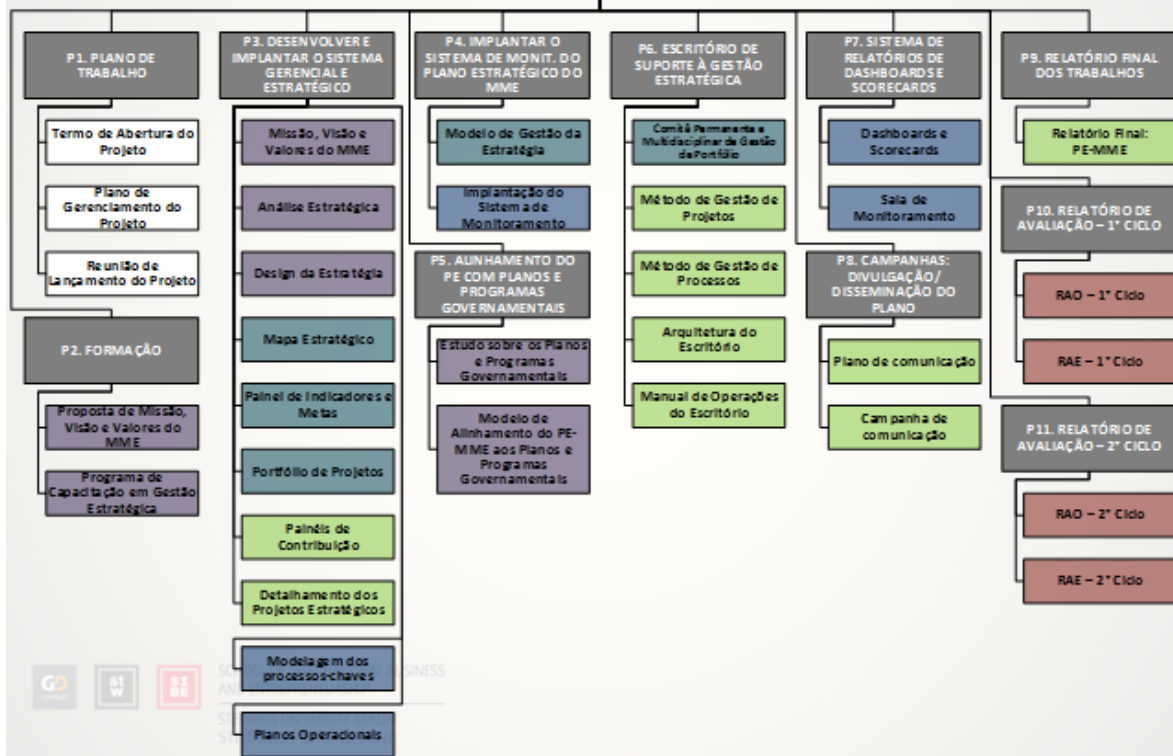 P1. PLANO DE
TRABALHO
Termo de Abertura do
Projeto
Plano de
Gerenciamento do
Projeto
Reunião de
Lançamento do Projeto
P2. FORMAÇÃO
Proposta de Missão,
Visão e Valores do
MME
Programa de
Capacitação em Gestão
Estratégica
P3. DESENVOLVER E
IMPLANTAR O SISTEMA
GERENCIAL E
ESTRATÉGICO
Missão, Visão e
Valores do MME
Análise Estratégica
Design da Estratégia
Mapa Estratégico
Painel de Indicadores e
Metas
Portfólio de Projetos
Painéis de
Contribuição
Detalhamento dos
Projetos Estratégicos
Modelagem dos
processos-chaves
Planos Operacionais
P4. IMPLANTAR O
SISTEMA DE MONIT. DO
PLANO ESTRATÉGICO DO
MME
Modelo de Gestão da
Estratégia
Implantação do
Sistema de
Monitoramento
P5. ALINHAMENTO DO
PE COM PLANOS E
PROGRAMAS
GOVERNAMENTAIS
Estudo sobre os Planos
e Programas
Governamentais
Modelo de
Alinhamento do PE-
MME aos Planos e
Programas
Governamentais
P6. ESCRITÓRIO DE
SUPORTE À GESTÃO
ESTRATÉGICA
Comitê Permanente e
Multidisciplinar de Gestão
de Portfólio
Método de Gestão de
Projetos
Método de Gestão de
Processos
Arquitetura do
Escritório
Manual de Operações
do Escritório
P7. SISTEMA DE
RELATÓRIOS DE
DASHBOARDS E
SCORECARDS
Dashboards e
Scorecards
Sala de
Monitoramento
P8. CAMPANHAS:
DIVULGAÇÃO/
DISSEMINAÇÃO DO
PLANO
Plano de comunicação
Campanha de
comunicação
P9. RELATÓRIO FINAL
DOS TRABALHOS
Relatório Final:
PE-MME
P10. RELATÓRIO DE
AVALIAÇÃO – 1° CICLO
RAO – 1° Ciclo
RAE – 1° Ciclo
P11. RELATÓRIO DE
AVALIAÇÃO – 2° CICLO
RAO – 2° Ciclo
RAE – 2° Ciclo
GD
St
W
SI
BE
BUSINESS
AND